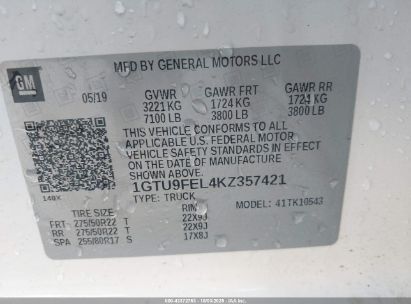 GM
MFD BY GENERAL MOTORS LLC
05/19
GVWR GAWR FRT GAWR RR
3221 KG 1724 KG 1724 KG
7100 LB 3800 LB 3800 LB
THIS VEHICLE CONFORMS TO ALL
APPLICABLE U.S. FEDERAL MOTOR
VEHICLE SAFETY STANDARDS IN
EFFECT ON THE DATE OF
MANUFACTURE SHOWN ABOVE.
1GTU9FEL4KZ357421
TYPE: TRUCK
140X
41TK10543
TIRE SIZE RIM
FRT 275/50R22 T 22X9J
RR 275/50R22 T 22X9J
SPA 255/80R17 S 17X8J